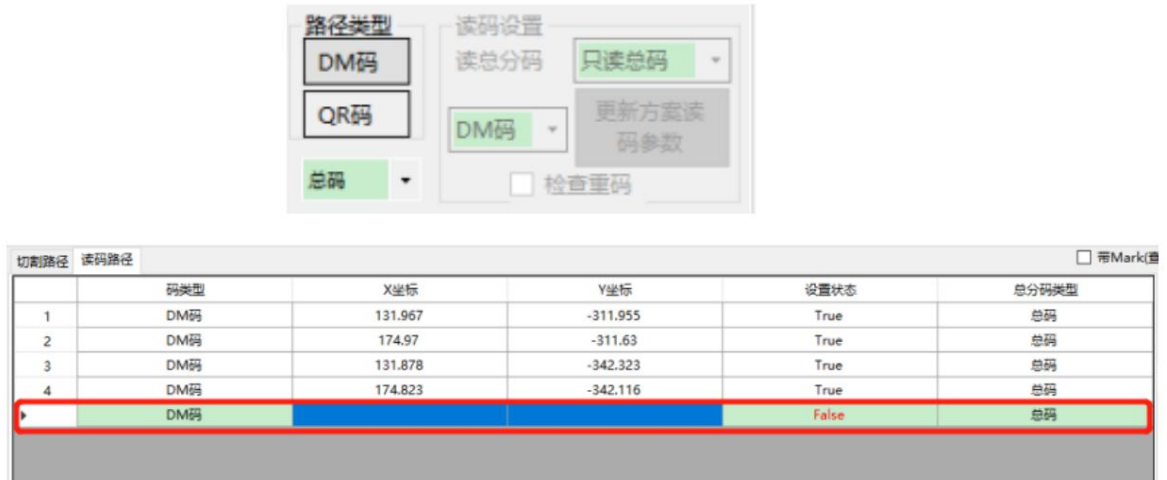 路径类型
DM码
QR码
总码
读码设置
读总分码 只读总码
DM码 更新方案读
码参数
检查重码
切割路径 读码路径 带Mark(查
码类型 X坐标 Y坐标 设置状态 总分码类型
1 DM码 131.967 -311.955 True 总码
2 DM码 174.97 -311.63 True 总码
3 DM码 131.878 -342.323 True 总码
4 DM码 174.823 -342.116 True 总码
DM码 False 总码